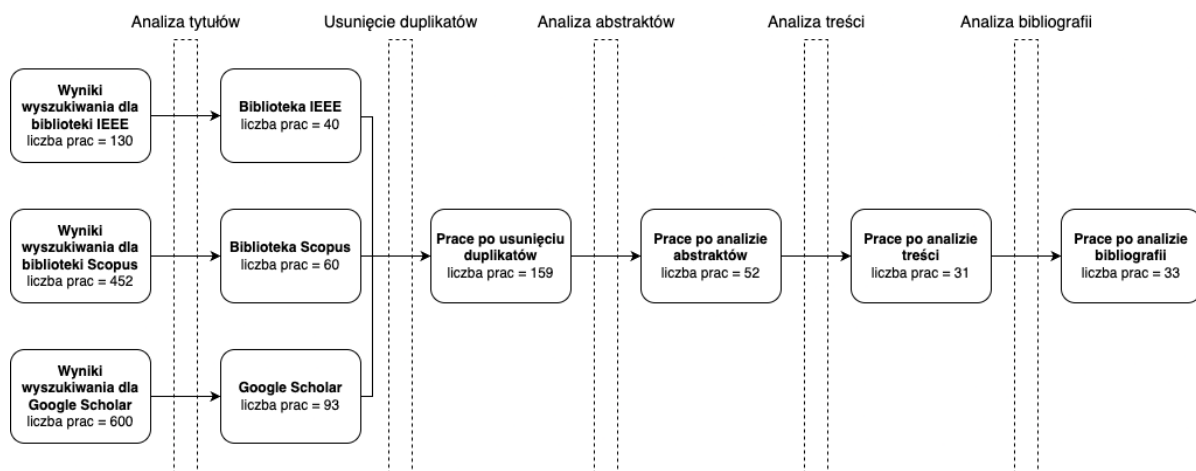 Analiza tytułów
Usunięcie duplikatów
Analiza abstraktów
Analiza treści
Analiza bibliografii
Wyniki
wyszukiwania dla
biblioteki IEEE
liczba prac = 130
Biblioteka IEEE
liczba prac = 40
Wyniki
wyszukiwania dla
biblioteki Scopus
liczba prac = 452
Biblioteka Scopus
liczba prac = 60
Prace po usunięciu
duplikatów
liczba prac = 159
Prace po analizie
abstraktów
liczba prac = 52
Prace po analizie
treści
liczba prac = 31
Prace po analizie
bibliografii
liczba prac = 33
Wyniki
wyszukiwania dla
Google Scholar
liczba prac = 600
Google Scholar
liczba prac = 93